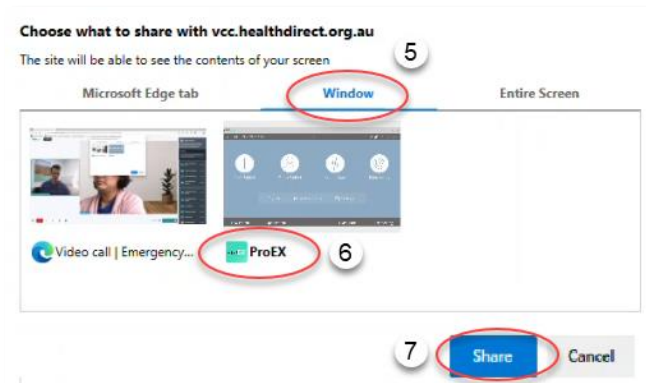 Choose what to share with vcc.healthdirect.org.au
The site will be able to see the contents of your screen
5
Microsoft Edge tab
Window
Entire Screen
Video call | Emergency...
ProEX
6
7
Share
Cancel